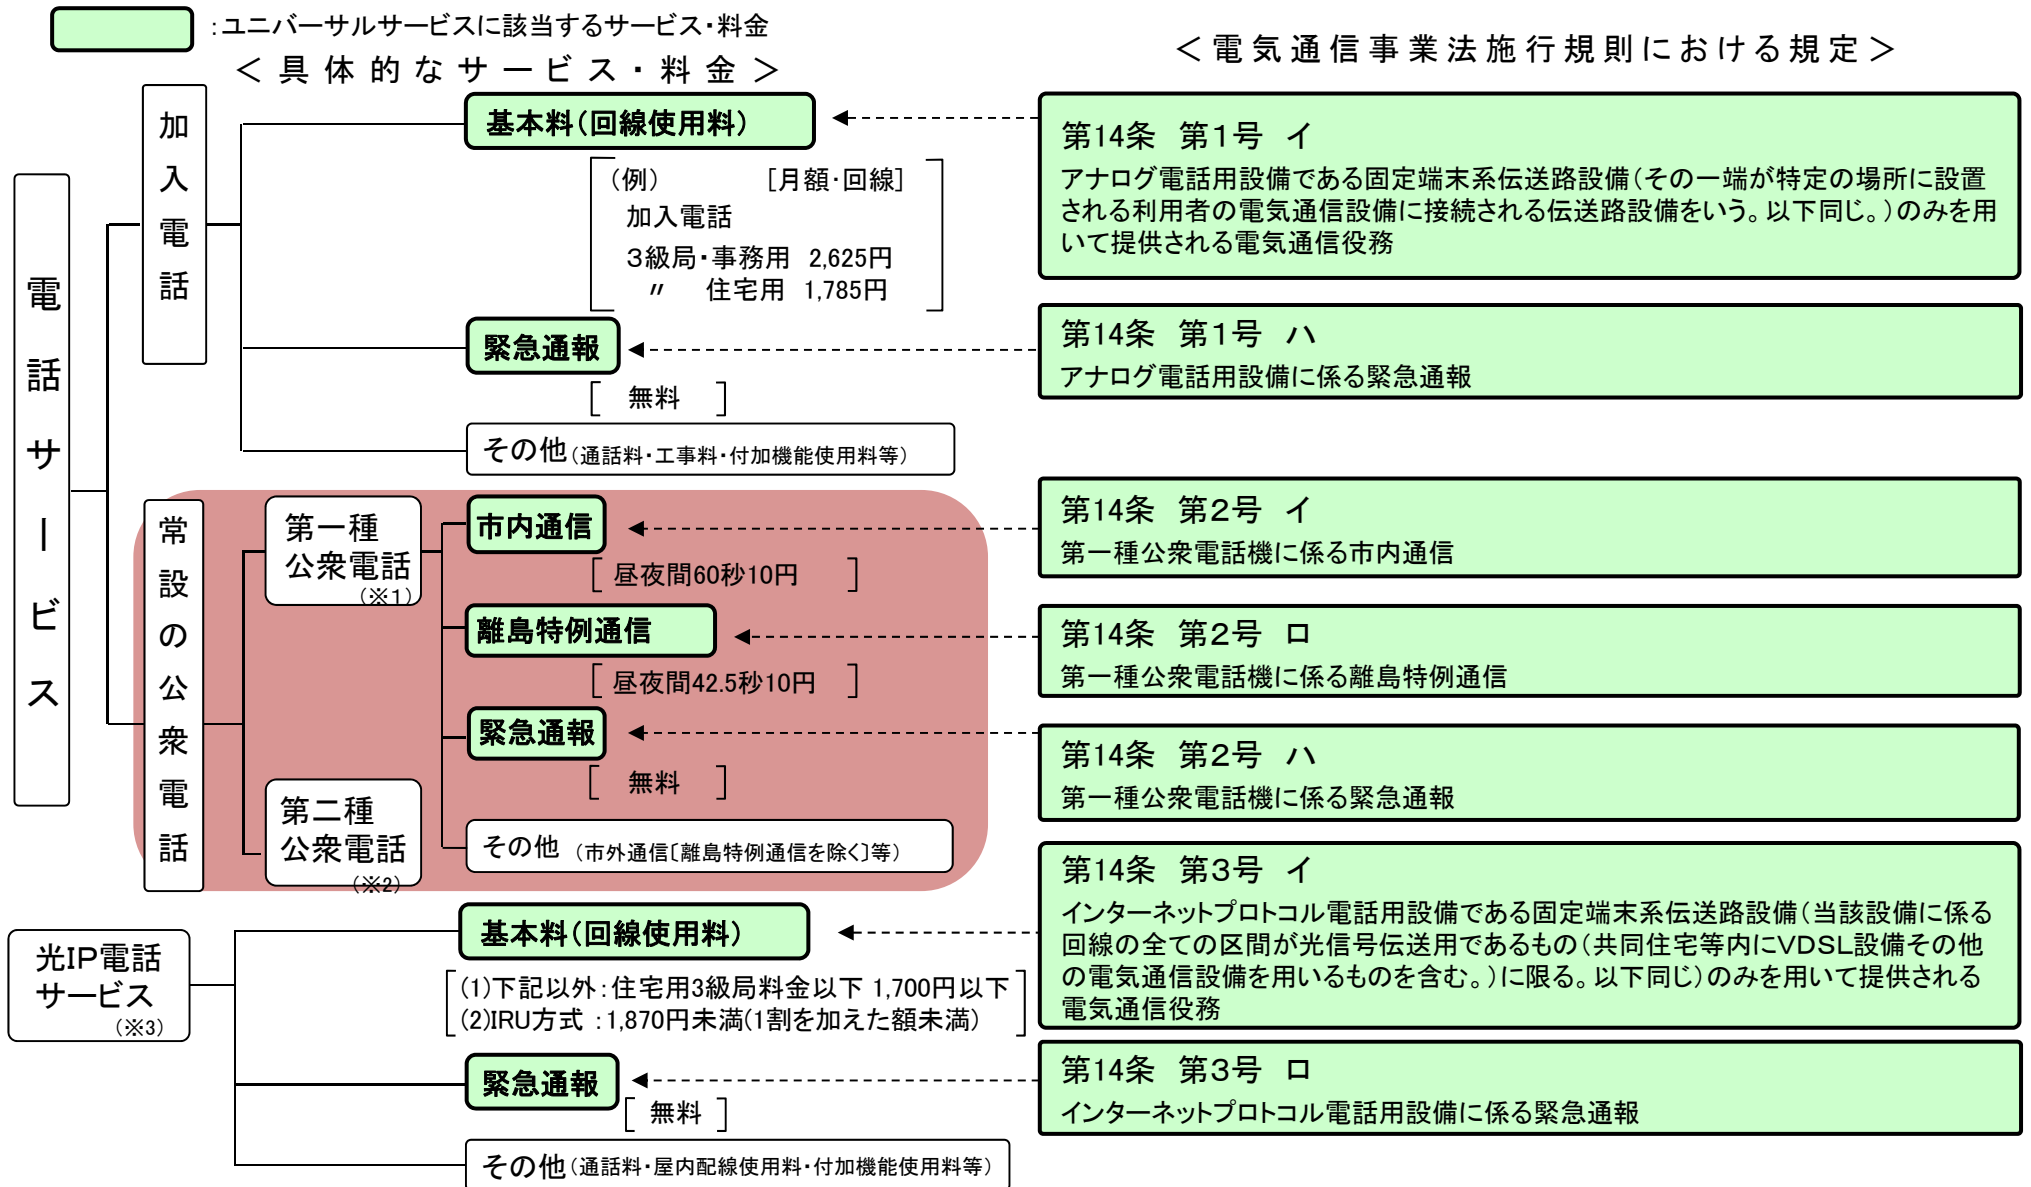 ：ユニバーサルサービスに該当するサービス・料金
＜具体的なサービス・料金＞
＜電気通信事業法施行規則における規定＞
電話サービス
加入電話
基本料（回線使用料）
（例） ［月額・回線］
加入電話
３級局・事務用 2,625円
〃 住宅用 1,785円
緊急通報
［ 無料 ］
その他（通話料・工事料・付加機能使用料等）
常設の公衆電話
第一種
公衆電話
（※1）
市内通信
［ 昼夜間60秒10円 ］
離島特例通信
［ 昼夜間42.5秒10円 ］
緊急通報
［ 無料 ］
その他 （市外通信〔離島特例通信を除く〕等）
第二種
公衆電話
（※2）
光IP電話
サービス
（※3）
基本料（回線使用料）
(1)下記以外：住宅用3級局料金以下 1,700円以下
(2)IRU方式 ：1,870円未満(1割を加えた額未満）
緊急通報
［ 無料 ］
その他（通話料・屋内配線使用料・付加機能使用料等）
第14条 第１号 イ
アナログ電話用設備である固定端末系伝送路設備（その一端が特定の場所に設置
される利用者の電気通信設備に接続される伝送路設備をいう。以下同じ。）のみを用
いて提供される電気通信役務
第14条 第１号 ハ
アナログ電話用設備に係る緊急通報
第14条 第２号 イ
第一種公衆電話機に係る市内通信
第14条 第２号 ロ
第一種公衆電話機に係る離島特例通信
第14条 第２号 ハ
第一種公衆電話機に係る緊急通報
第14条 第３号 イ
インターネットプロトコル電話用設備である固定端末系伝送路設備（当該設備に係る
回線の全ての区間が光信号伝送用であるもの（共同住宅等内にVDSL設備その他
の電気通信設備を用いるものを含む。）に限る。以下同じ）のみを用いて提供される
電気通信役務
第14条 第３号 ロ
インターネットプロトコル電話用設備に係る緊急通報